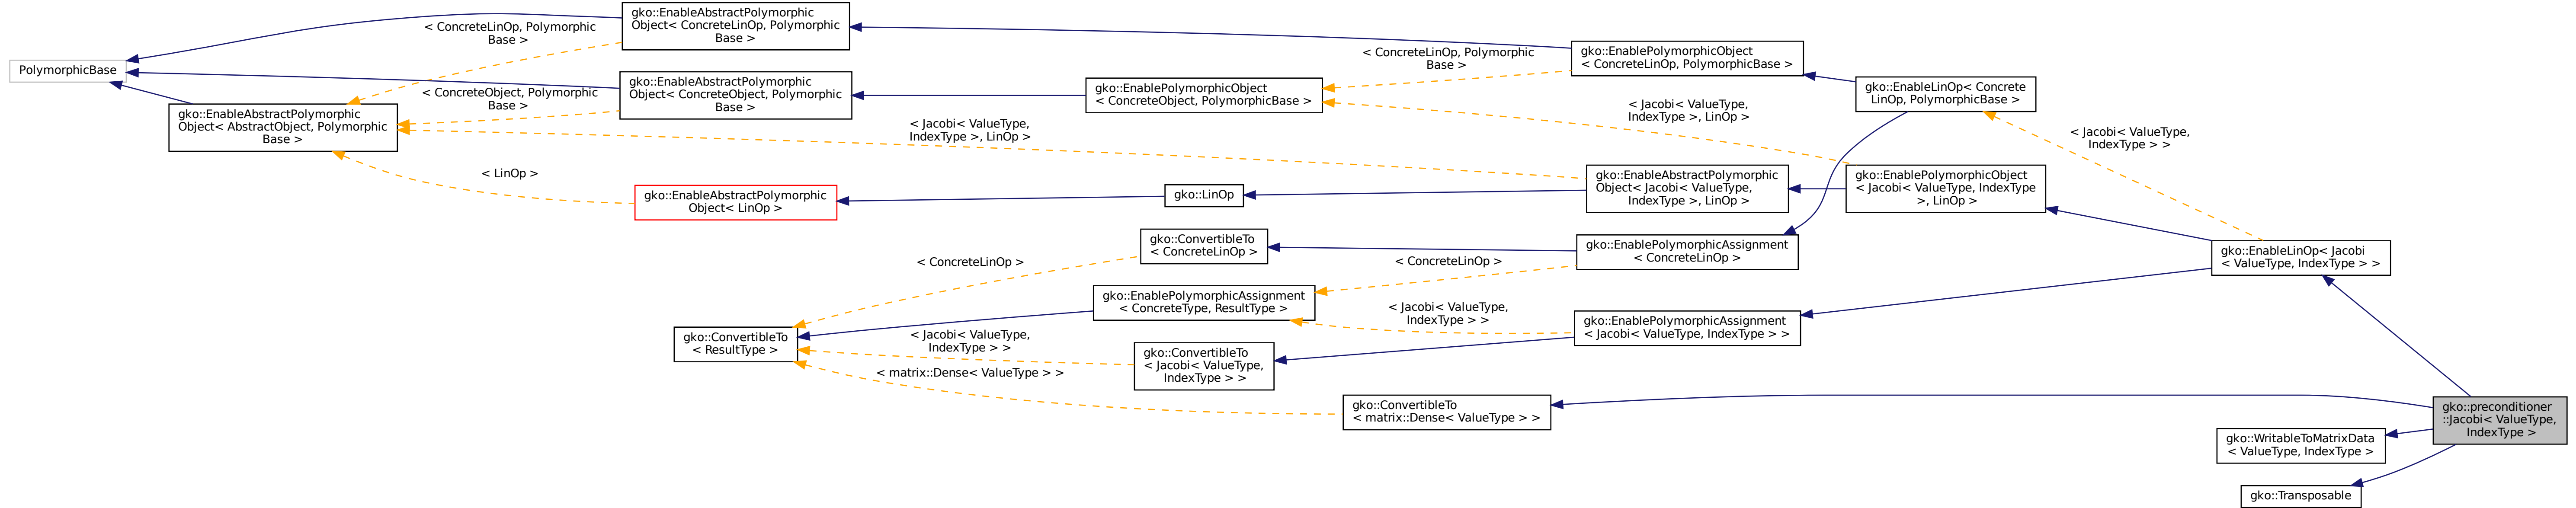 PolymorphicBase
gko::EnableAbstractPolymorphic
Object< AbstractObject, Polymorphic
Base >
< ConcreteLinOp, Polymorphic
Base >
< ConcreteObject, Polymorphic
Base >
< LinOp >
gko::EnableAbstractPolymorphic
Object< ConcreteLinOp, Polymorphic
Base >
gko::EnableAbstractPolymorphic
Object< ConcreteObject, Polymorphic
Base >
gko::EnableAbstractPolymorphic
Object< LinOp >
< Jacobi< ValueType,
IndexType >, LinOp >
gko::EnablePolymorphicObject
< ConcreteObject, PolymorphicBase >
gko::LinOp
< ConcreteLinOp, Polymorphic
Base >
< Jacobi< ValueType,
IndexType >, LinOp >
gko::EnablePolymorphicObject
< ConcreteLinOp, PolymorphicBase >
gko::EnableLinOp< Concrete
LinOp, PolymorphicBase >
gko::EnableAbstractPolymorphic
Object< Jacobi< ValueType,
IndexType >, LinOp >
gko::EnablePolymorphicObject
< Jacobi< ValueType, IndexType
>, LinOp >
< Jacobi< ValueType,
IndexType > >
gko::ConvertibleTo
< ResultType >
< ConcreteLinOp >
< Jacobi< ValueType,
IndexType > >
< matrix::Dense< ValueType > >
gko::ConvertibleTo
< ConcreteLinOp >
gko::EnablePolymorphicAssignment
< ConcreteType, ResultType >
gko::ConvertibleTo
< Jacobi< ValueType,
IndexType > >
gko::ConvertibleTo
< matrix::Dense< ValueType > >
< ConcreteLinOp >
< Jacobi< ValueType,
IndexType > >
gko::EnablePolymorphicAssignment
< ConcreteLinOp >
gko::EnablePolymorphicAssignment
< Jacobi< ValueType, IndexType > >
gko::EnableLinOp< Jacobi
< ValueType, IndexType > >
gko::preconditioner
::Jacobi< ValueType,
IndexType >
gko::WritableToMatrixData
< ValueType, IndexType >
gko::Transposable